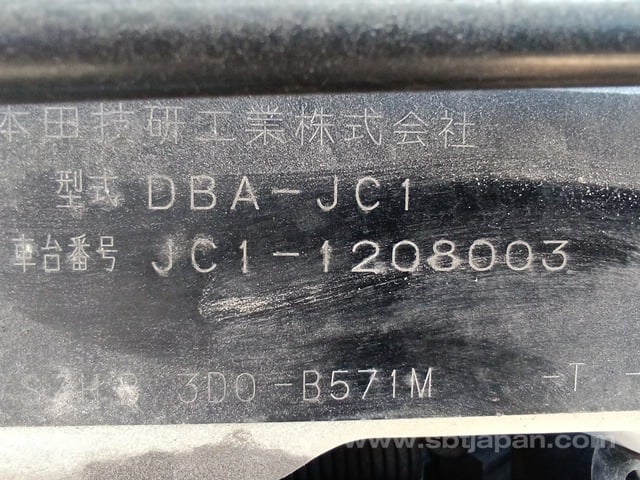 本田技研工業株式会社
型式 DBA-JC1
車台番号 JC1-1208003
3D0-B571M -T -
www.sbtjapan.com